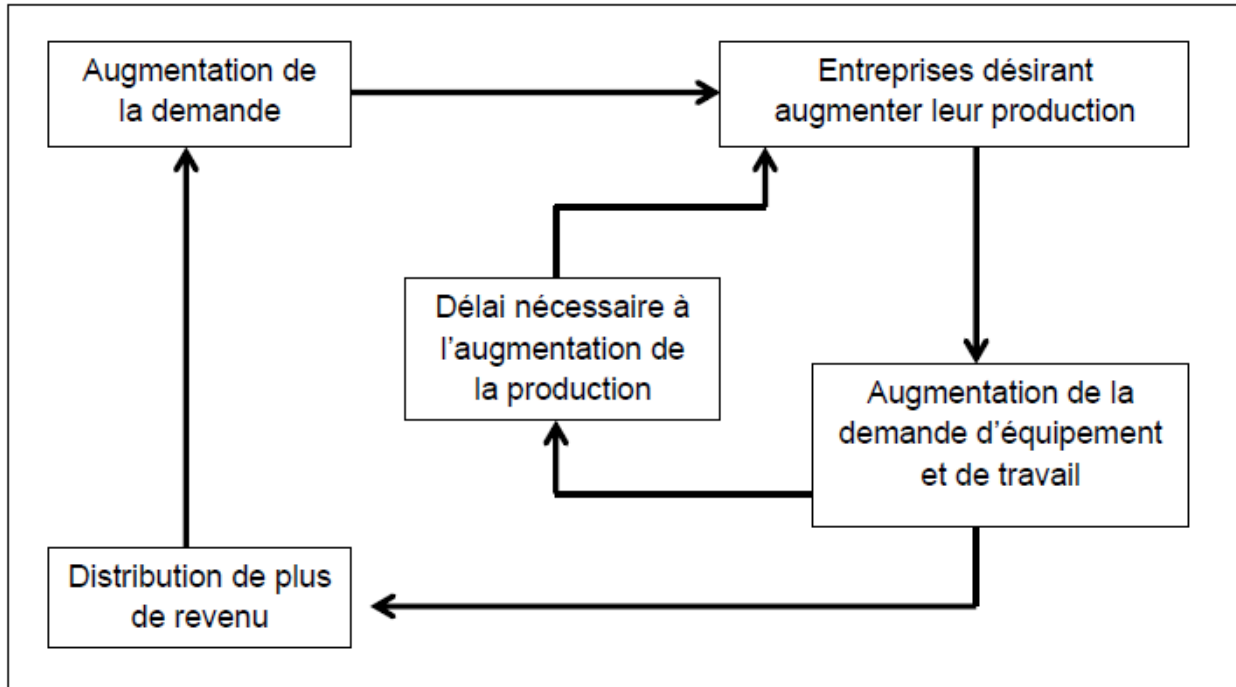 Augmentation de
la demande
Entreprises désirant
augmenter leur production
Délai nécessaire à
l'augmentation de
la production
Augmentation de la
demande d'équipement
et de travail
Distribution de plus
de revenu